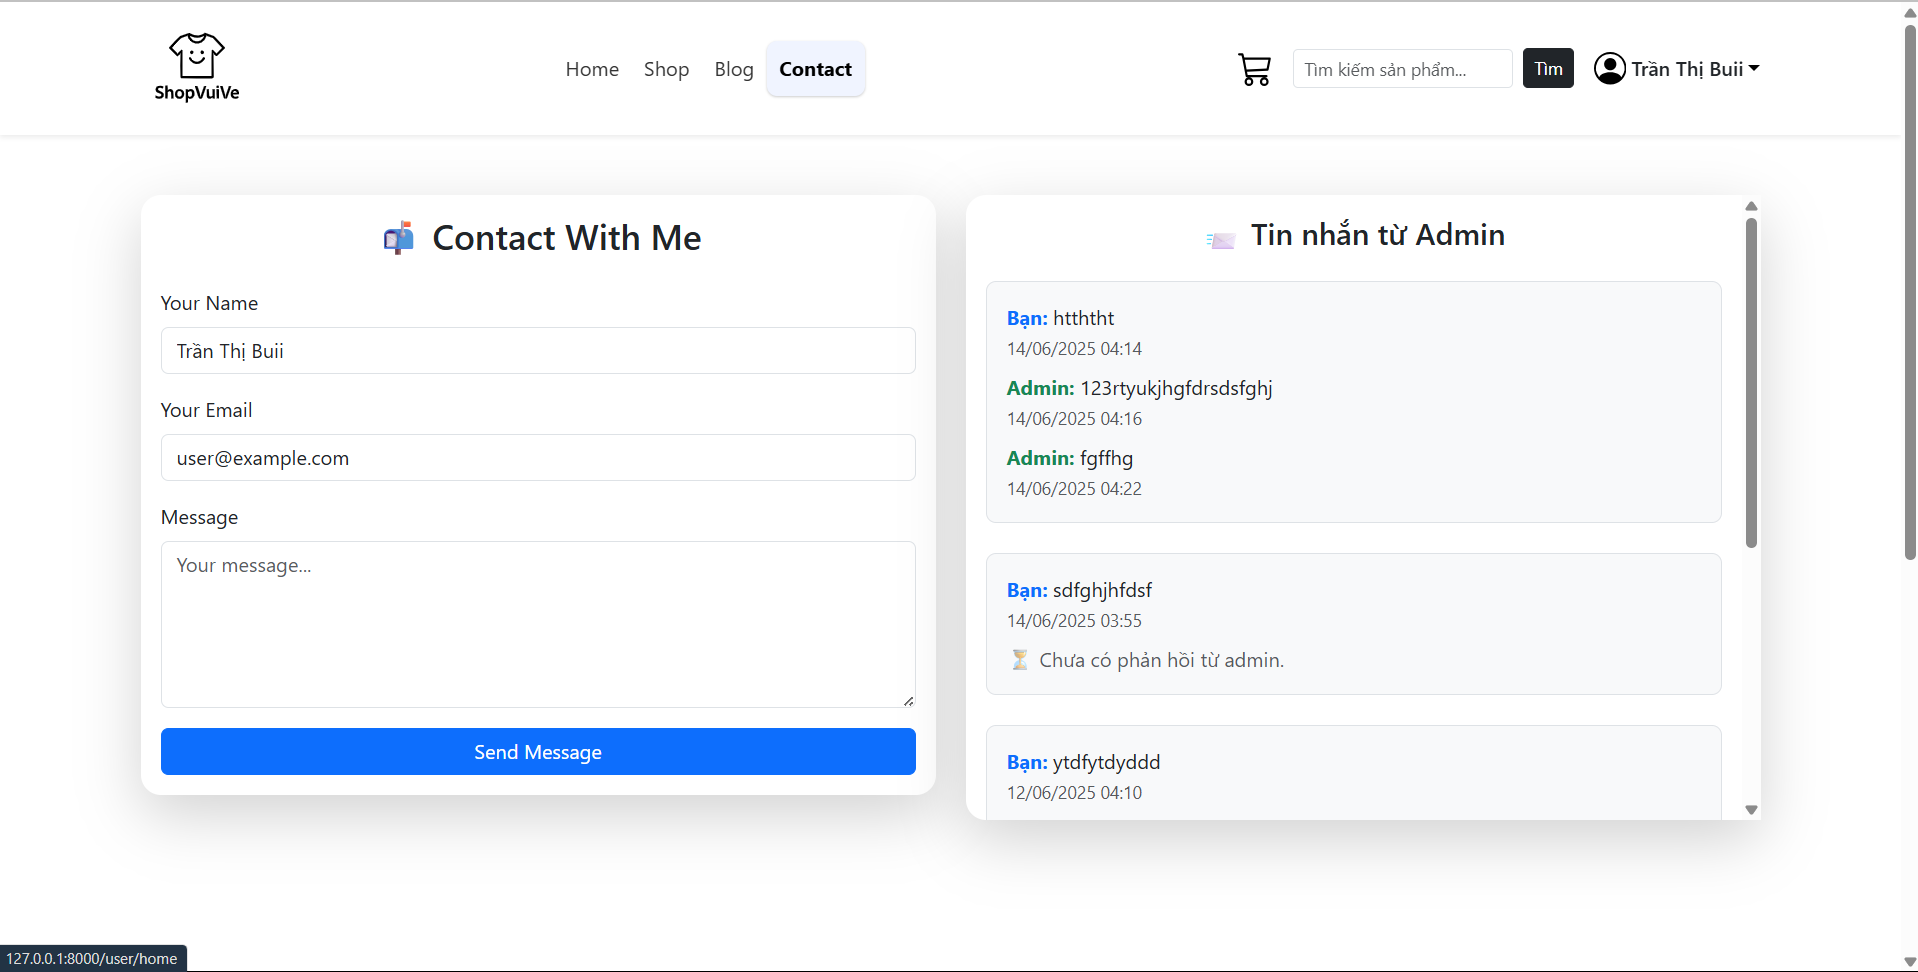 ShopVuiVe
Home
Shop
Blog
Contact
Tìm kiếm sản phẩm...
Tìm
Trần Thị Buii
Contact With Me
Your Name
Trần Thị Buii
Your Email
user@example.com
Message
Your message...
Send Message
Tin nhắn từ Admin
Bạn: htththt
14/06/2025 04:14
Admin: 123rtyukjhgfdrsdsfghj
14/06/2025 04:16
Admin: fgffhg
14/06/2025 04:22
Bạn: sdfghjhfdsf
14/06/2025 03:55
⏳ Chưa có phản hồi từ admin.
Bạn: ytdfytdyddd
12/06/2025 04:10
127.0.0.1:8000/user/home